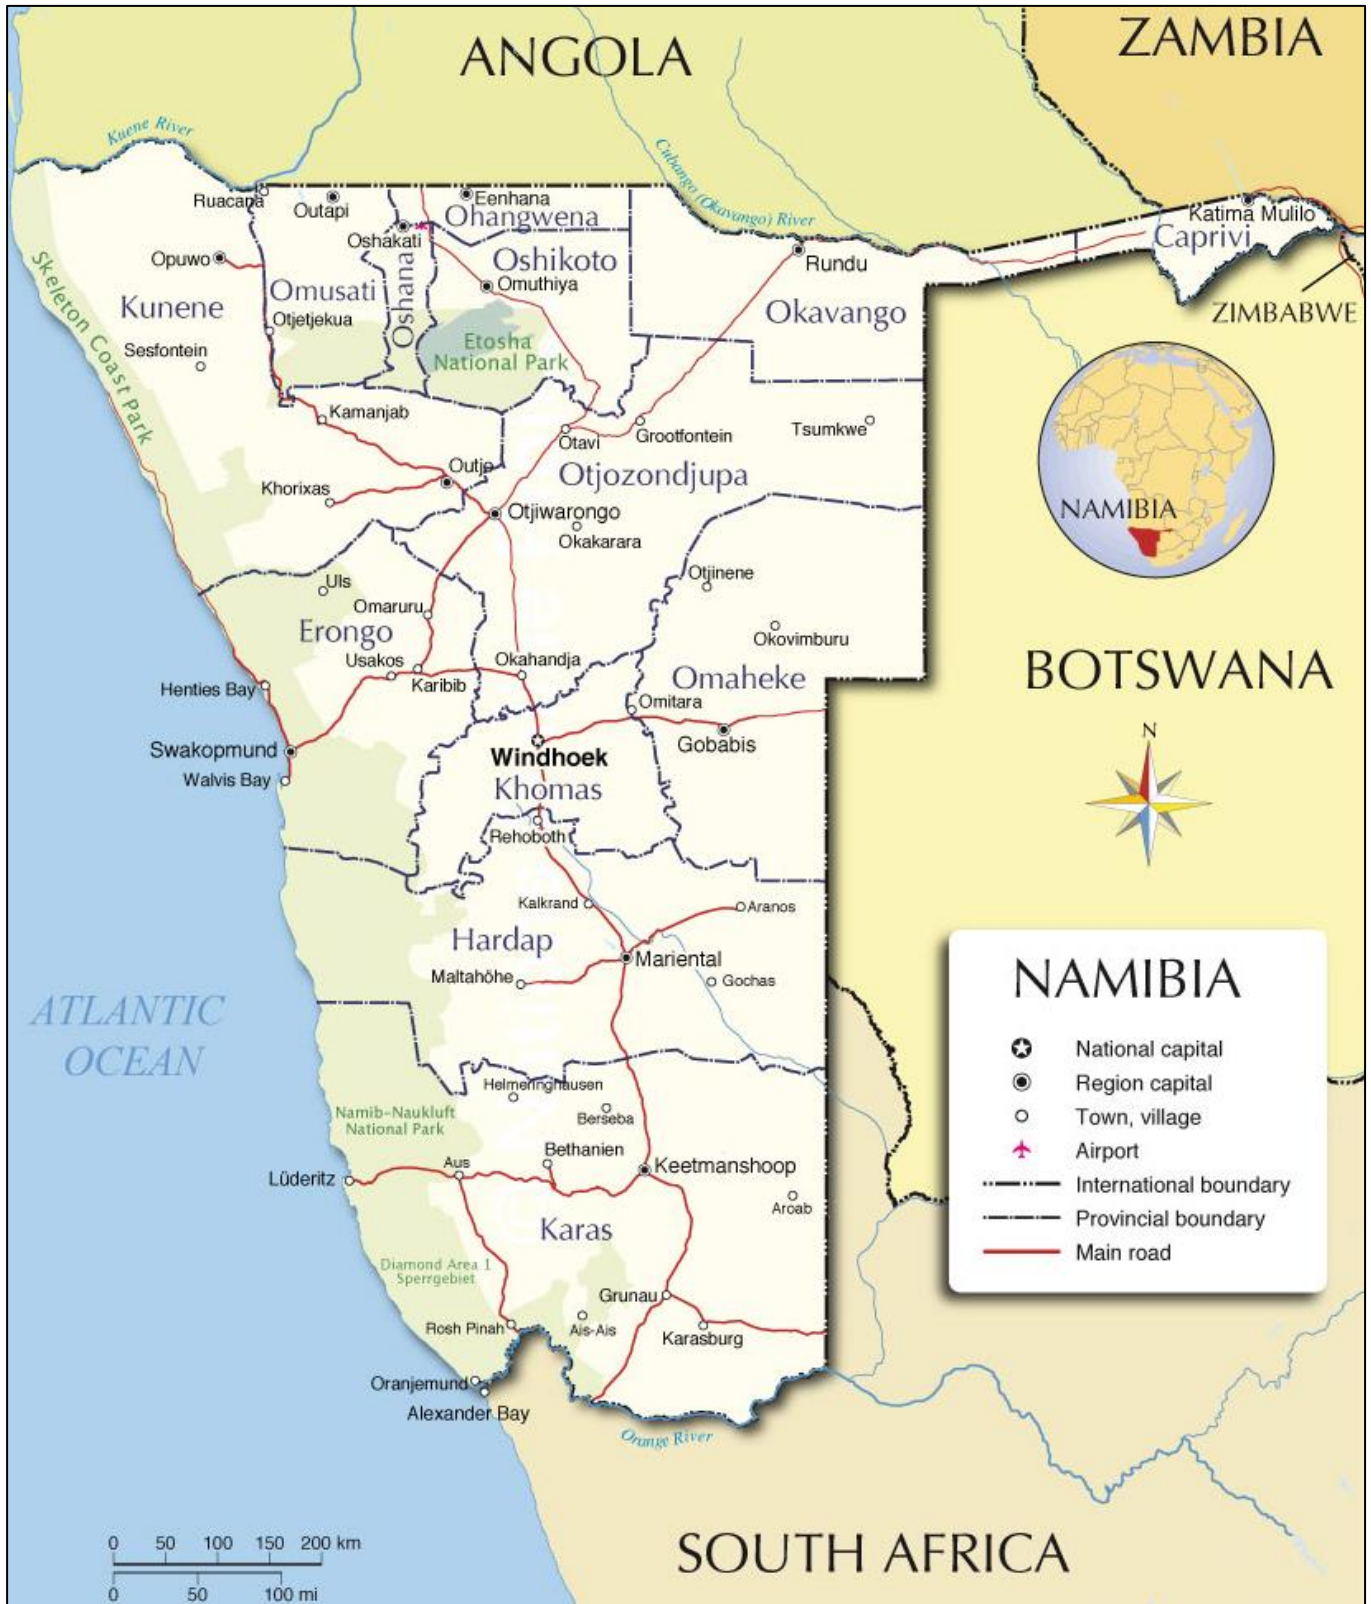 ANGOLA
ZAMBIA
Kuene River
Cubango (Okavango) River
Ruacana
Outapi
Eenhana
Ohangwena
Katima Mulilo
Caprivi
Oshakati
Opuwo
Oshikoto
Rundu
Omusati
Oshana
Omuthiya
Kunene
Okavango
ZIMBABWE
Otjetjekua
Skeleton Coast Park
Sesfontein
Etosha
National Park
Kamanjab
Otavi
Grootfontein
Tsumkwe
Outjo
Otjozondjupa
Khorixas
Otjiwarongo
NAMIBIA
Okakarara
Uls
Otjinene
Omaruru
Erongo
Okovimburu
Usakos
Karibib
Okahandja
BOTSWANA
Omaheke
Henties Bay
Omitara
Swakopmund
Gobabis
N
Windhoek
Walvis Bay
Khomas
Rehoboth
Kalkrand
Aranos
Hardap
Mariental
Maltahöhe
Gochas
ATLANTIC
OCEAN
Helmeringhausen
Berseba
Namib-Naukluft
National Park
Bethanien
Aus
Keetmanshoop
Lüderitz
Aroab
Karas
Diamond Area 1
Sperrgebiet
Grunau
Rosh Pinah
Ais-Ais
Karasburg
Oranjemund
Alexander Bay
Orange River
NAMIBIA
National capital
Region capital
Town, village
Airport
International boundary
Provincial boundary
Main road
SOUTH AFRICA
0 50 100 150 200 km
0 50 100 mi